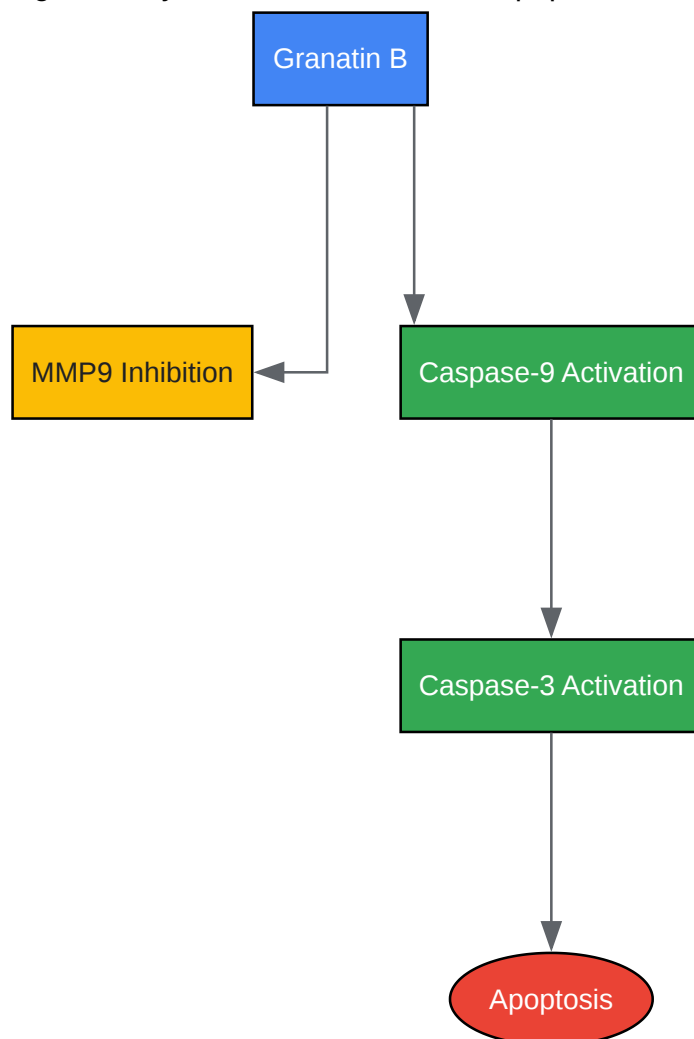 Granatin B
MMP9 Inhibition
Caspase-9 Activation
Caspase-3 Activation
Apoptosis